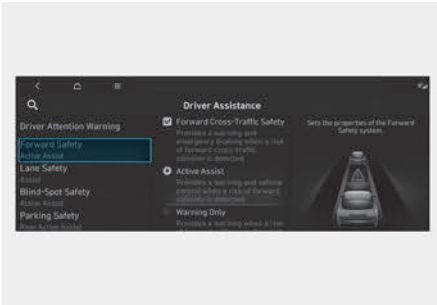 Driver Assistance
Driver Attention Warning
Forward Safety
Active Assist
Lane Safety
Assist
Blind-Spot Safety
Active Assist
Parking Safety
Rear Active Assist
Forward Cross-Traffic Safety
Provides a warning and
emergency braking when a risk
of forward cross-traffic
collision is detected.
Active Assist
Provides a warning and
control when a risk of forward
collision is detected.
Warning Only
Provides a warning when a risk
Sets the properties of the Forward
Safety system.